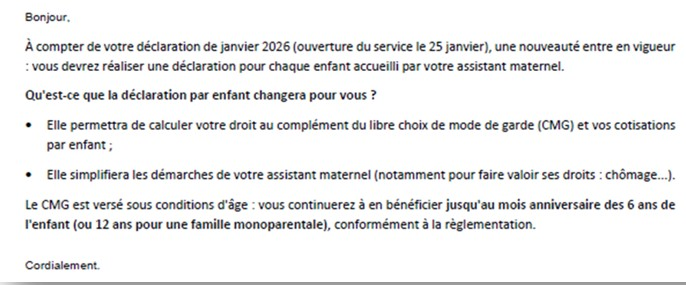 Bonjour,
À compter de votre déclaration de janvier 2026 (ouverture du service le 25 janvier), une nouveauté entre en vigueur
: vous devrez réaliser une déclaration pour chaque enfant accueilli par votre assistant maternel.
Qu'est-ce que la déclaration par enfant changera pour vous ?
• Elle permettra de calculer votre droit au complément du libre choix de mode de garde (CMG) et vos cotisations
par enfant ;
• Elle simplifiera les démarches de votre assistant maternel (notamment pour faire valoir ses droits : chômage...).
Le CMG est versé sous conditions d'âge : vous continuerez à en bénéficier jusqu'au mois anniversaire des 6 ans de
l'enfant (ou 12 ans pour une famille monoparentale), conformément à la règlementation.
Cordialement.